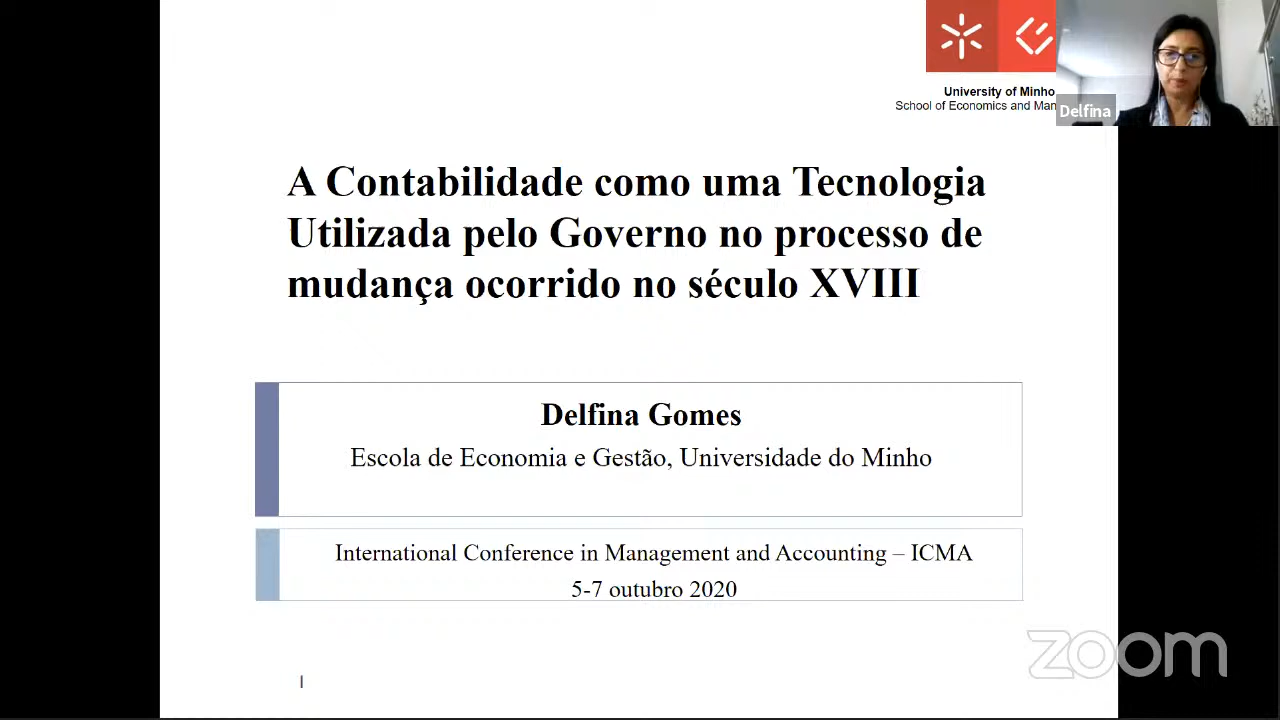 University of Minho
School of Economics and Man
Delfina
A Contabilidade como uma Tecnologia
Utilizada pelo Governo no processo de
mudança ocorrido no século XVIII
Delfina Gomes
Escola de Economia e Gestão, Universidade do Minho
International Conference in Management and Accounting – ICMA
5-7 outubro 2020
zoom
1